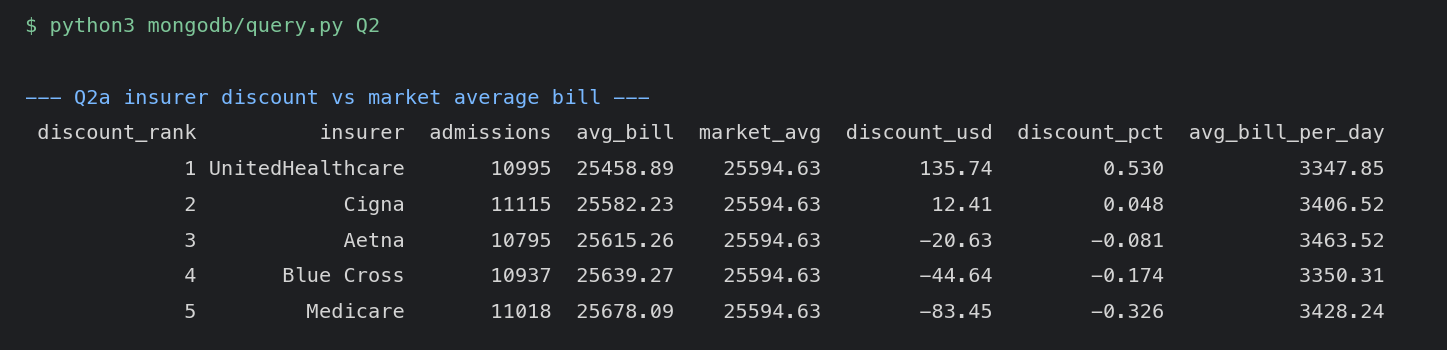 $ python3 mongodb/query.py Q2
––– Q2a insurer discount vs market average bill –––
discount_rank insurer admissions avg_bill market_avg discount_usd discount_pct avg_bill_per_day
1 UnitedHealthcare 10995 25458.89 25594.63 135.74 0.530 3347.85
2 Cigna 11115 25582.23 25594.63 12.41 0.048 3406.52
3 Aetna 10795 25615.26 25594.63 −20.63 −0.081 3463.52
4 Blue Cross 10937 25639.27 25594.63 −44.64 −0.174 3350.31
5 Medicare 11018 25678.09 25594.63 −83.45 −0.326 3428.24